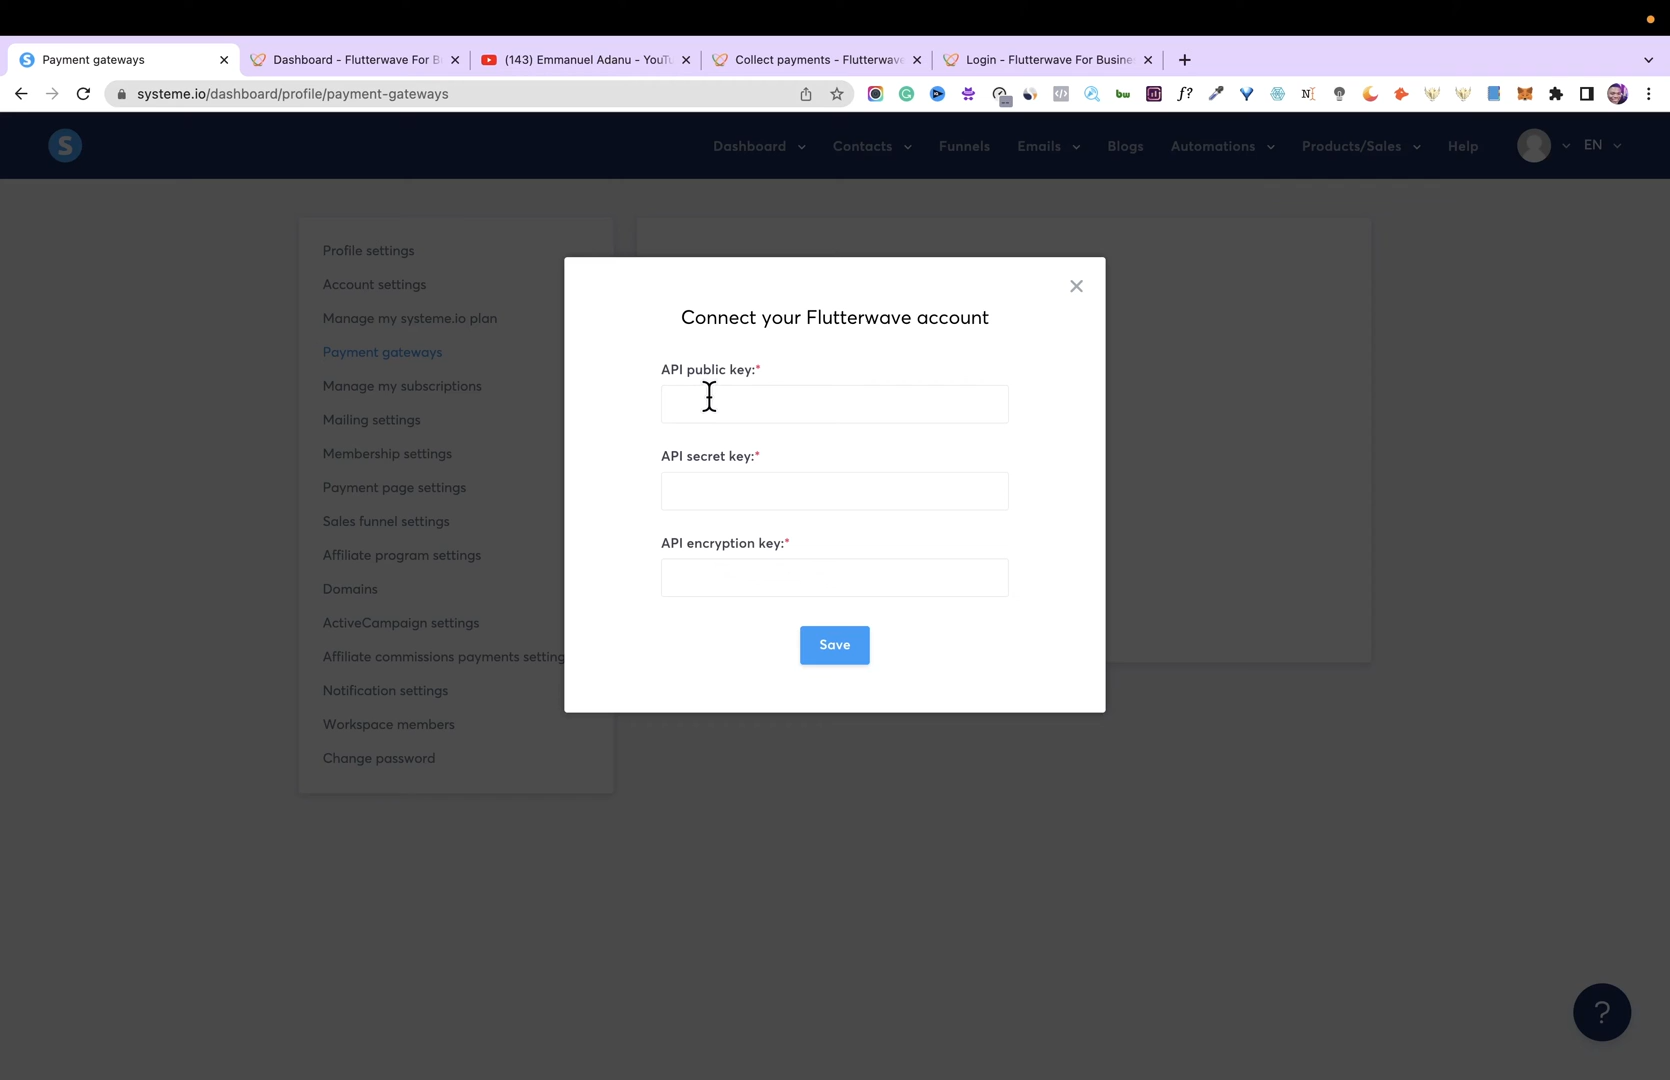 Payment gateways
Dashboard - Flutterwave For B
(143) Emmanuel Adanu - YouTu
Collect payments - Flutterwave
Login - Flutterwave For Busine
systeme.io/dashboard/profile/payment-gateways
S
Dashboard
Contacts
Funnels
Emails
Blogs
Automations
Products/Sales
Help
EN
Profile settings
Account settings
Manage my systeme.io plan
Payment gateways
Manage my subscriptions
Mailing settings
Membership settings
Payment page settings
Sales funnel settings
Affiliate program settings
Domains
ActiveCampaign settings
Affiliate commissions payments setting
Notification settings
Workspace members
Change password
Connect your Flutterwave account
API public key:*
API secret key:*
API encryption key:*
Save
?